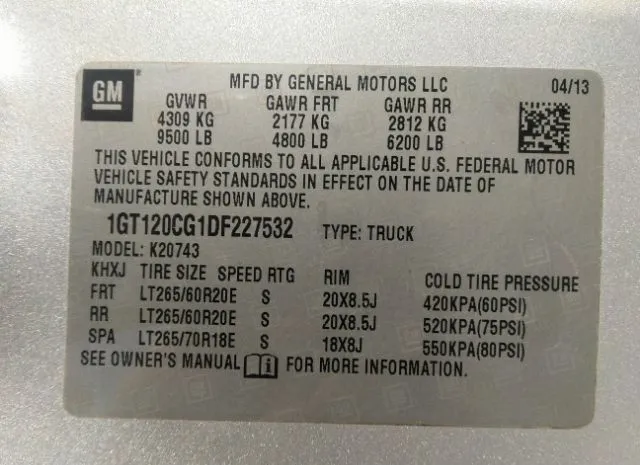 GM
MFD BY GENERAL MOTORS LLC 04/13
GVWR GAWR FRT GAWR RR
4309 KG 2177 KG 2812 KG
9500 LB 4800 LB 6200 LB
THIS VEHICLE CONFORMS TO ALL APPLICABLE U.S. FEDERAL MOTOR
VEHICLE SAFETY STANDARDS IN EFFECT ON THE DATE OF
MANUFACTURE SHOWN ABOVE.
1GT120CG1DF227532 TYPE: TRUCK
MODEL: K20743
KHXJ TIRE SIZE SPEED RTG RIM COLD TIRE PRESSURE
FRT LT265/60R20E S 20X8.5J 420KPA(60PSI)
RR LT265/60R20E S 20X8.5J 520KPA(75PSI)
SPA LT265/70R18E S 18X8J 550KPA(80PSI)
SEE OWNER'S MANUAL FOR MORE INFORMATION.